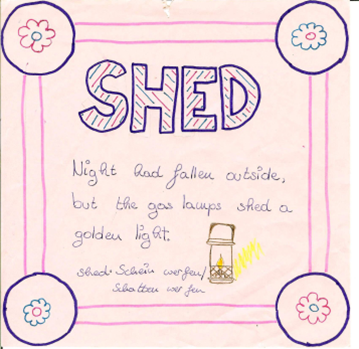 SHED
Night had fallen outside,
but the gas lamps shed a
golden light.
shed: Schein werfen/
Schatten werfen